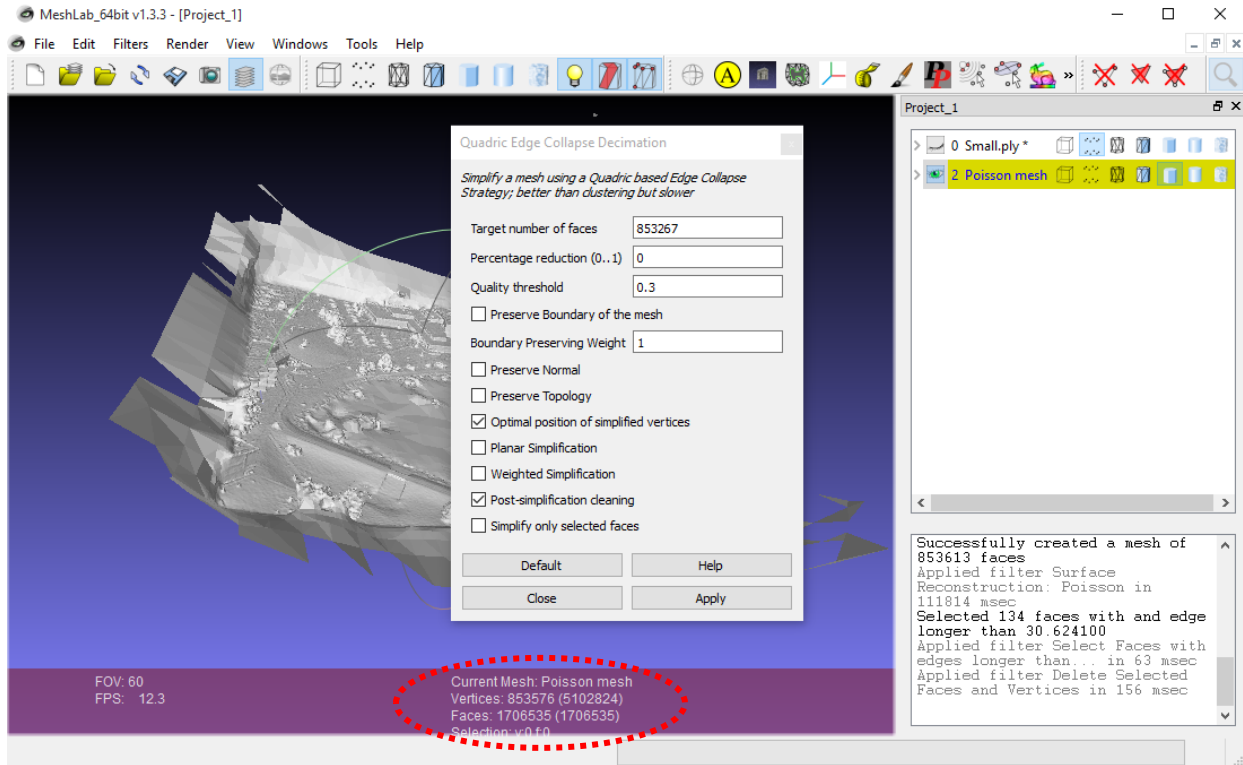 MeshLab_64bit v1.3.3 - [Project_1]
File Edit Filters Render View Windows Tools Help
A
Pp
»
Project_1
0 Small.ply *
2 Poisson mesh
Quadric Edge Collapse Decimation
Simplify a mesh using a Quadric based Edge Collapse
Strategy; better than clustering but slower
Target number of faces 853267
Percentage reduction (0..1) 0
Quality threshold 0.3
Preserve Boundary of the mesh
Boundary Preserving Weight 1
Preserve Normal
Preserve Topology
Optimal position of simplified vertices
Planar Simplification
Weighted Simplification
Post-simplification cleaning
Simplify only selected faces
Default Help
Close Apply
Successfully created a mesh of
853613 faces
Applied filter Surface
Reconstruction: Poisson in
111814 msec
Selected 134 faces with and edge
longer than 30.624100
Applied filter Select Faces with
edges longer than... in 63 msec
Applied filter Delete Selected
Faces and Vertices in 156 msec
FOV: 60
FPS: 12.3
Current Mesh: Poisson mesh
Vertices: 853576 (5102824)
Faces: 1706535 (1706535)
Selection: v:0 f:0